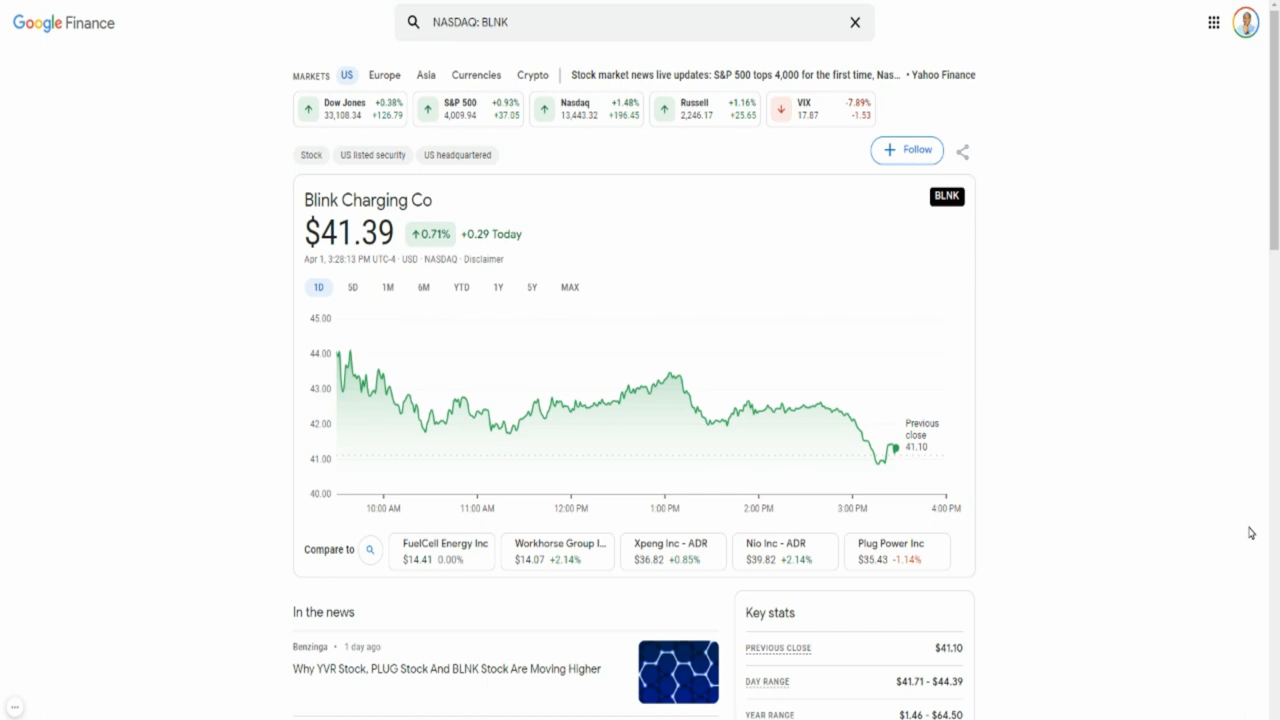 Google Finance
NASDAQ: BLNK
MARKETS US Europe Asia Currencies Crypto Stock market news live updates: S&P 500 tops 4,000 for the first time, Nas... • Yahoo Finance
Dow Jones +0.38%
33,108.34 +126.79
S&P 500 +0.93%
4,009.94 +37.05
Nasdaq +1.48%
13,443.32 +196.45
Russell +1.16%
2,246.17 +25.65
VIX -7.89%
17.87 -1.53
Stock US listed security US headquartered
+ Follow
Blink Charging Co
BLNK
$41.39 ↑0.71% +0.29 Today
Apr 1, 3:28:13 PM UTC-4 · USD · NASDAQ · Disclaimer
1D 5D 1M 6M YTD 1Y 5Y MAX
45.00
44.00
43.00
42.00
41.00
40.00
Previous
close
41.10
10:00 AM 11:00 AM 12:00 PM 1:00 PM 2:00 PM 3:00 PM 4:00 PM
Compare to
FuelCell Energy Inc
$14.41 0.00%
Workhorse Group I...
$14.07 +2.14%
Xpeng Inc - ADR
$36.82 +0.85%
Nio Inc - ADR
$39.82 +2.14%
Plug Power Inc
$35.43 -1.14%
In the news
Benzinga • 1 day ago
Why YVR Stock, PLUG Stock And BLNK Stock Are Moving Higher
Key stats
PREVIOUS CLOSE $41.10
DAY RANGE $41.71 - $44.39
YEAR RANGE $1.46 - $64.50